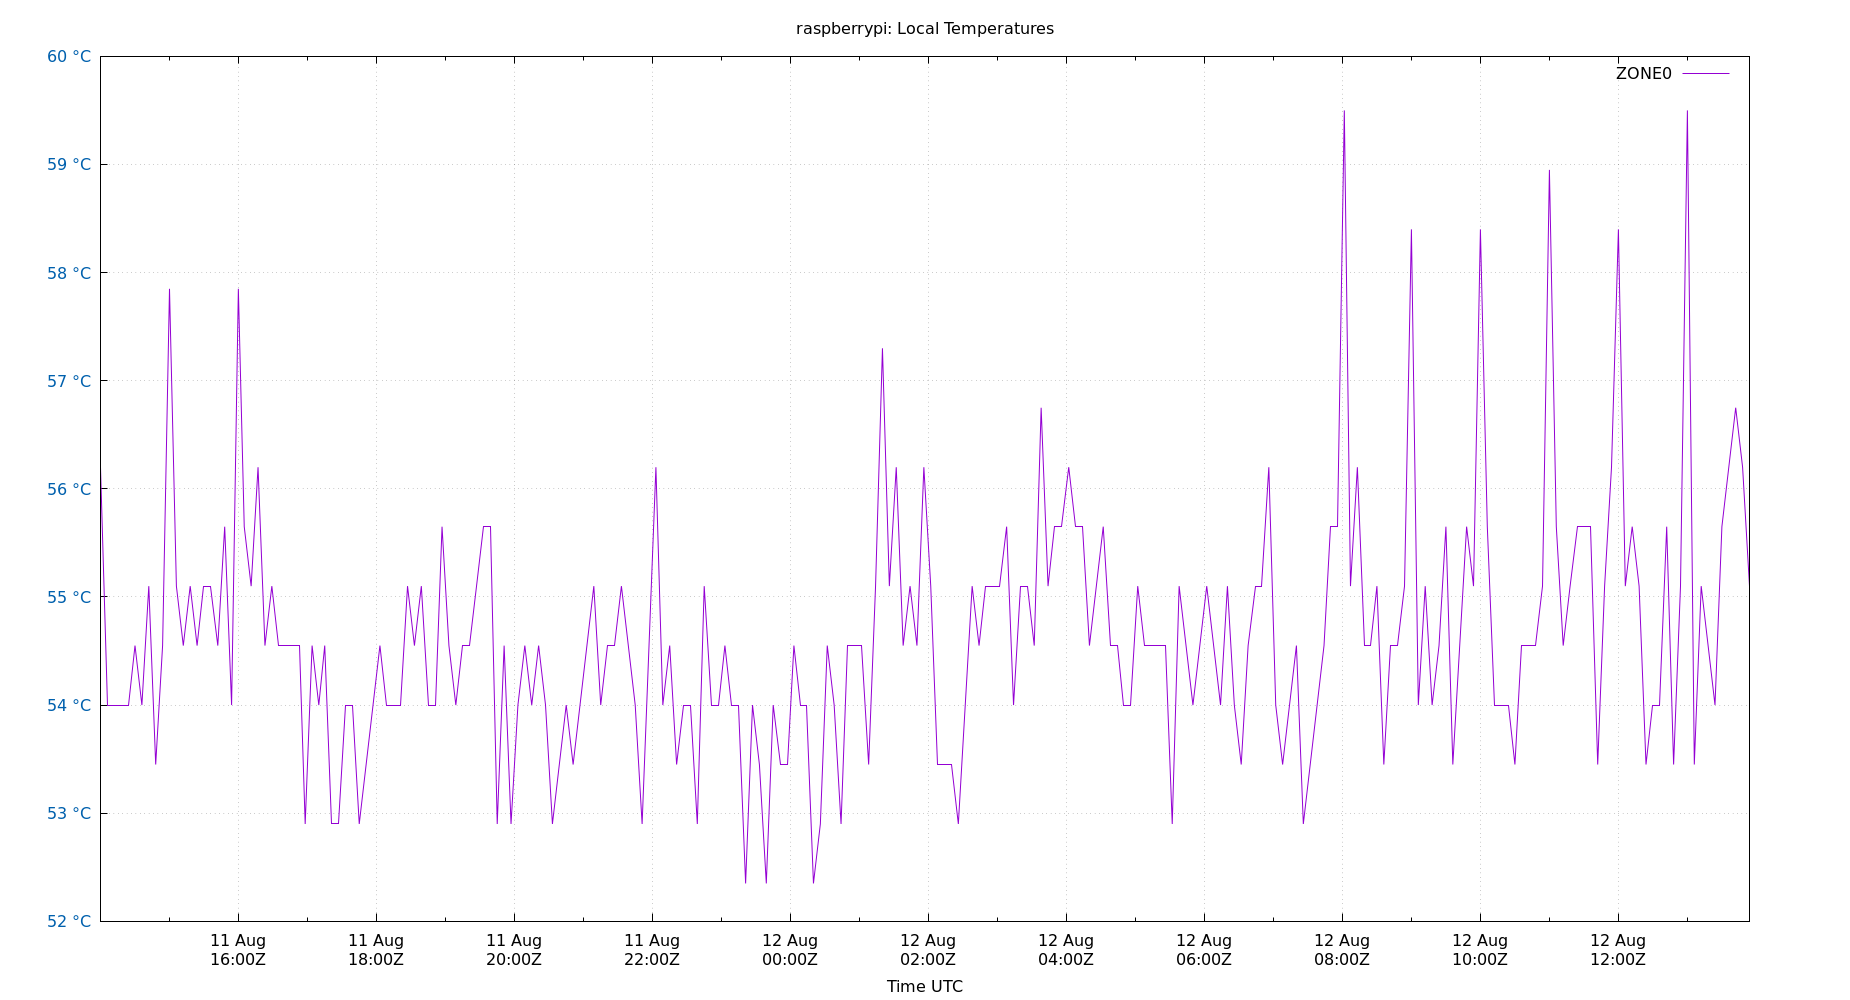 raspberrypi: Local Temperatures
60 °C
ZONE0
59 °C
58 °C
57 °C
56 °C
55 °C
54 °C
53 °C
52 °C
11 Aug 11 Aug 11 Aug 11 Aug 12 Aug 12 Aug 12 Aug 12 Aug 12 Aug 12 Aug 12 Aug
16:00Z 18:00Z 20:00Z 22:00Z 00:00Z 02:00Z 04:00Z 06:00Z 08:00Z 10:00Z 12:00Z
Time UTC